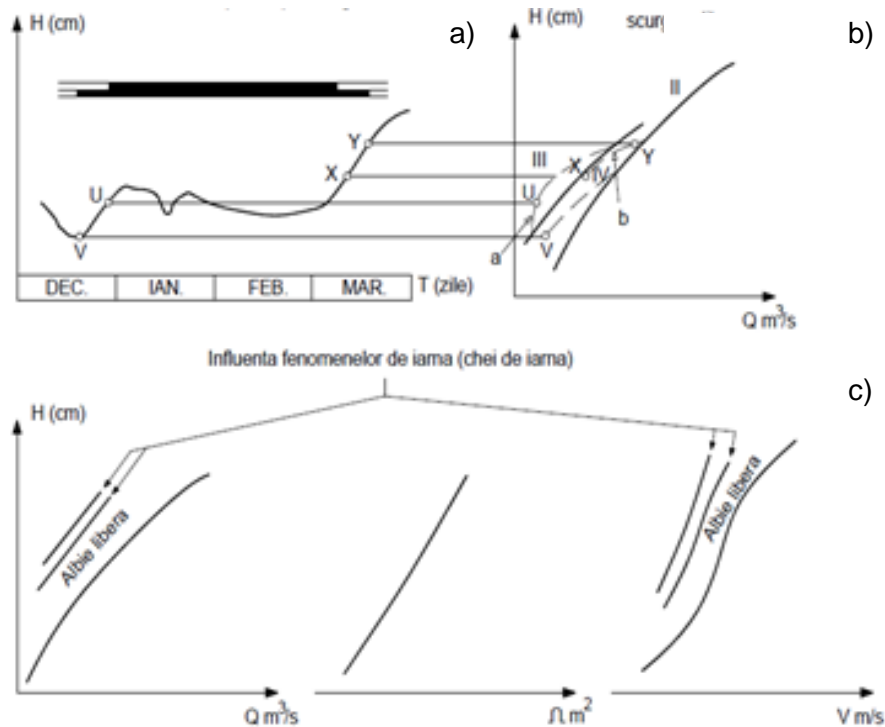 H (cm)
a)
Y
X
U
V
DEC.
IAN.
FEB.
MAR.
T (zile)
H (cm)
b)
II
III
X
IV
Y
U
b
V
a
Q m³/s
Influenta fenomenelor de iarna (chei de iarna)
c)
H (cm)
Albie libera
Albie libera
Q m³/s
Ω m²
V m/s